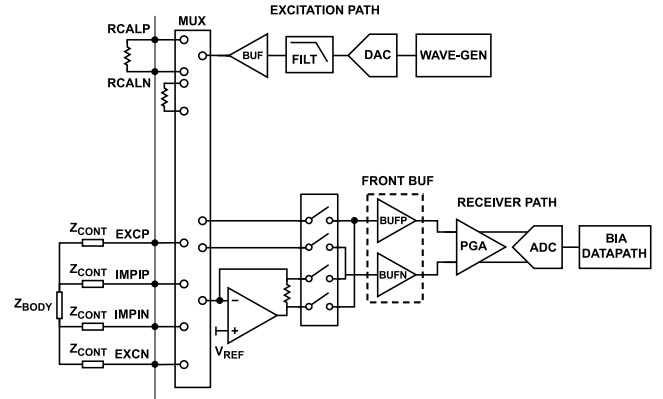 EXCITATION PATH
MUX
RCALP
RCALN
BUF
FILT
DAC
WAVE-GEN
FRONT BUF
RECEIVER PATH
BUFP
BUFN
PGA
ADC
BIA
DATAPATH
ZCONT EXCP
ZCONT IMPIP
ZBODY
ZCONT IMPIN
ZCONT EXCN
−
+
VREF